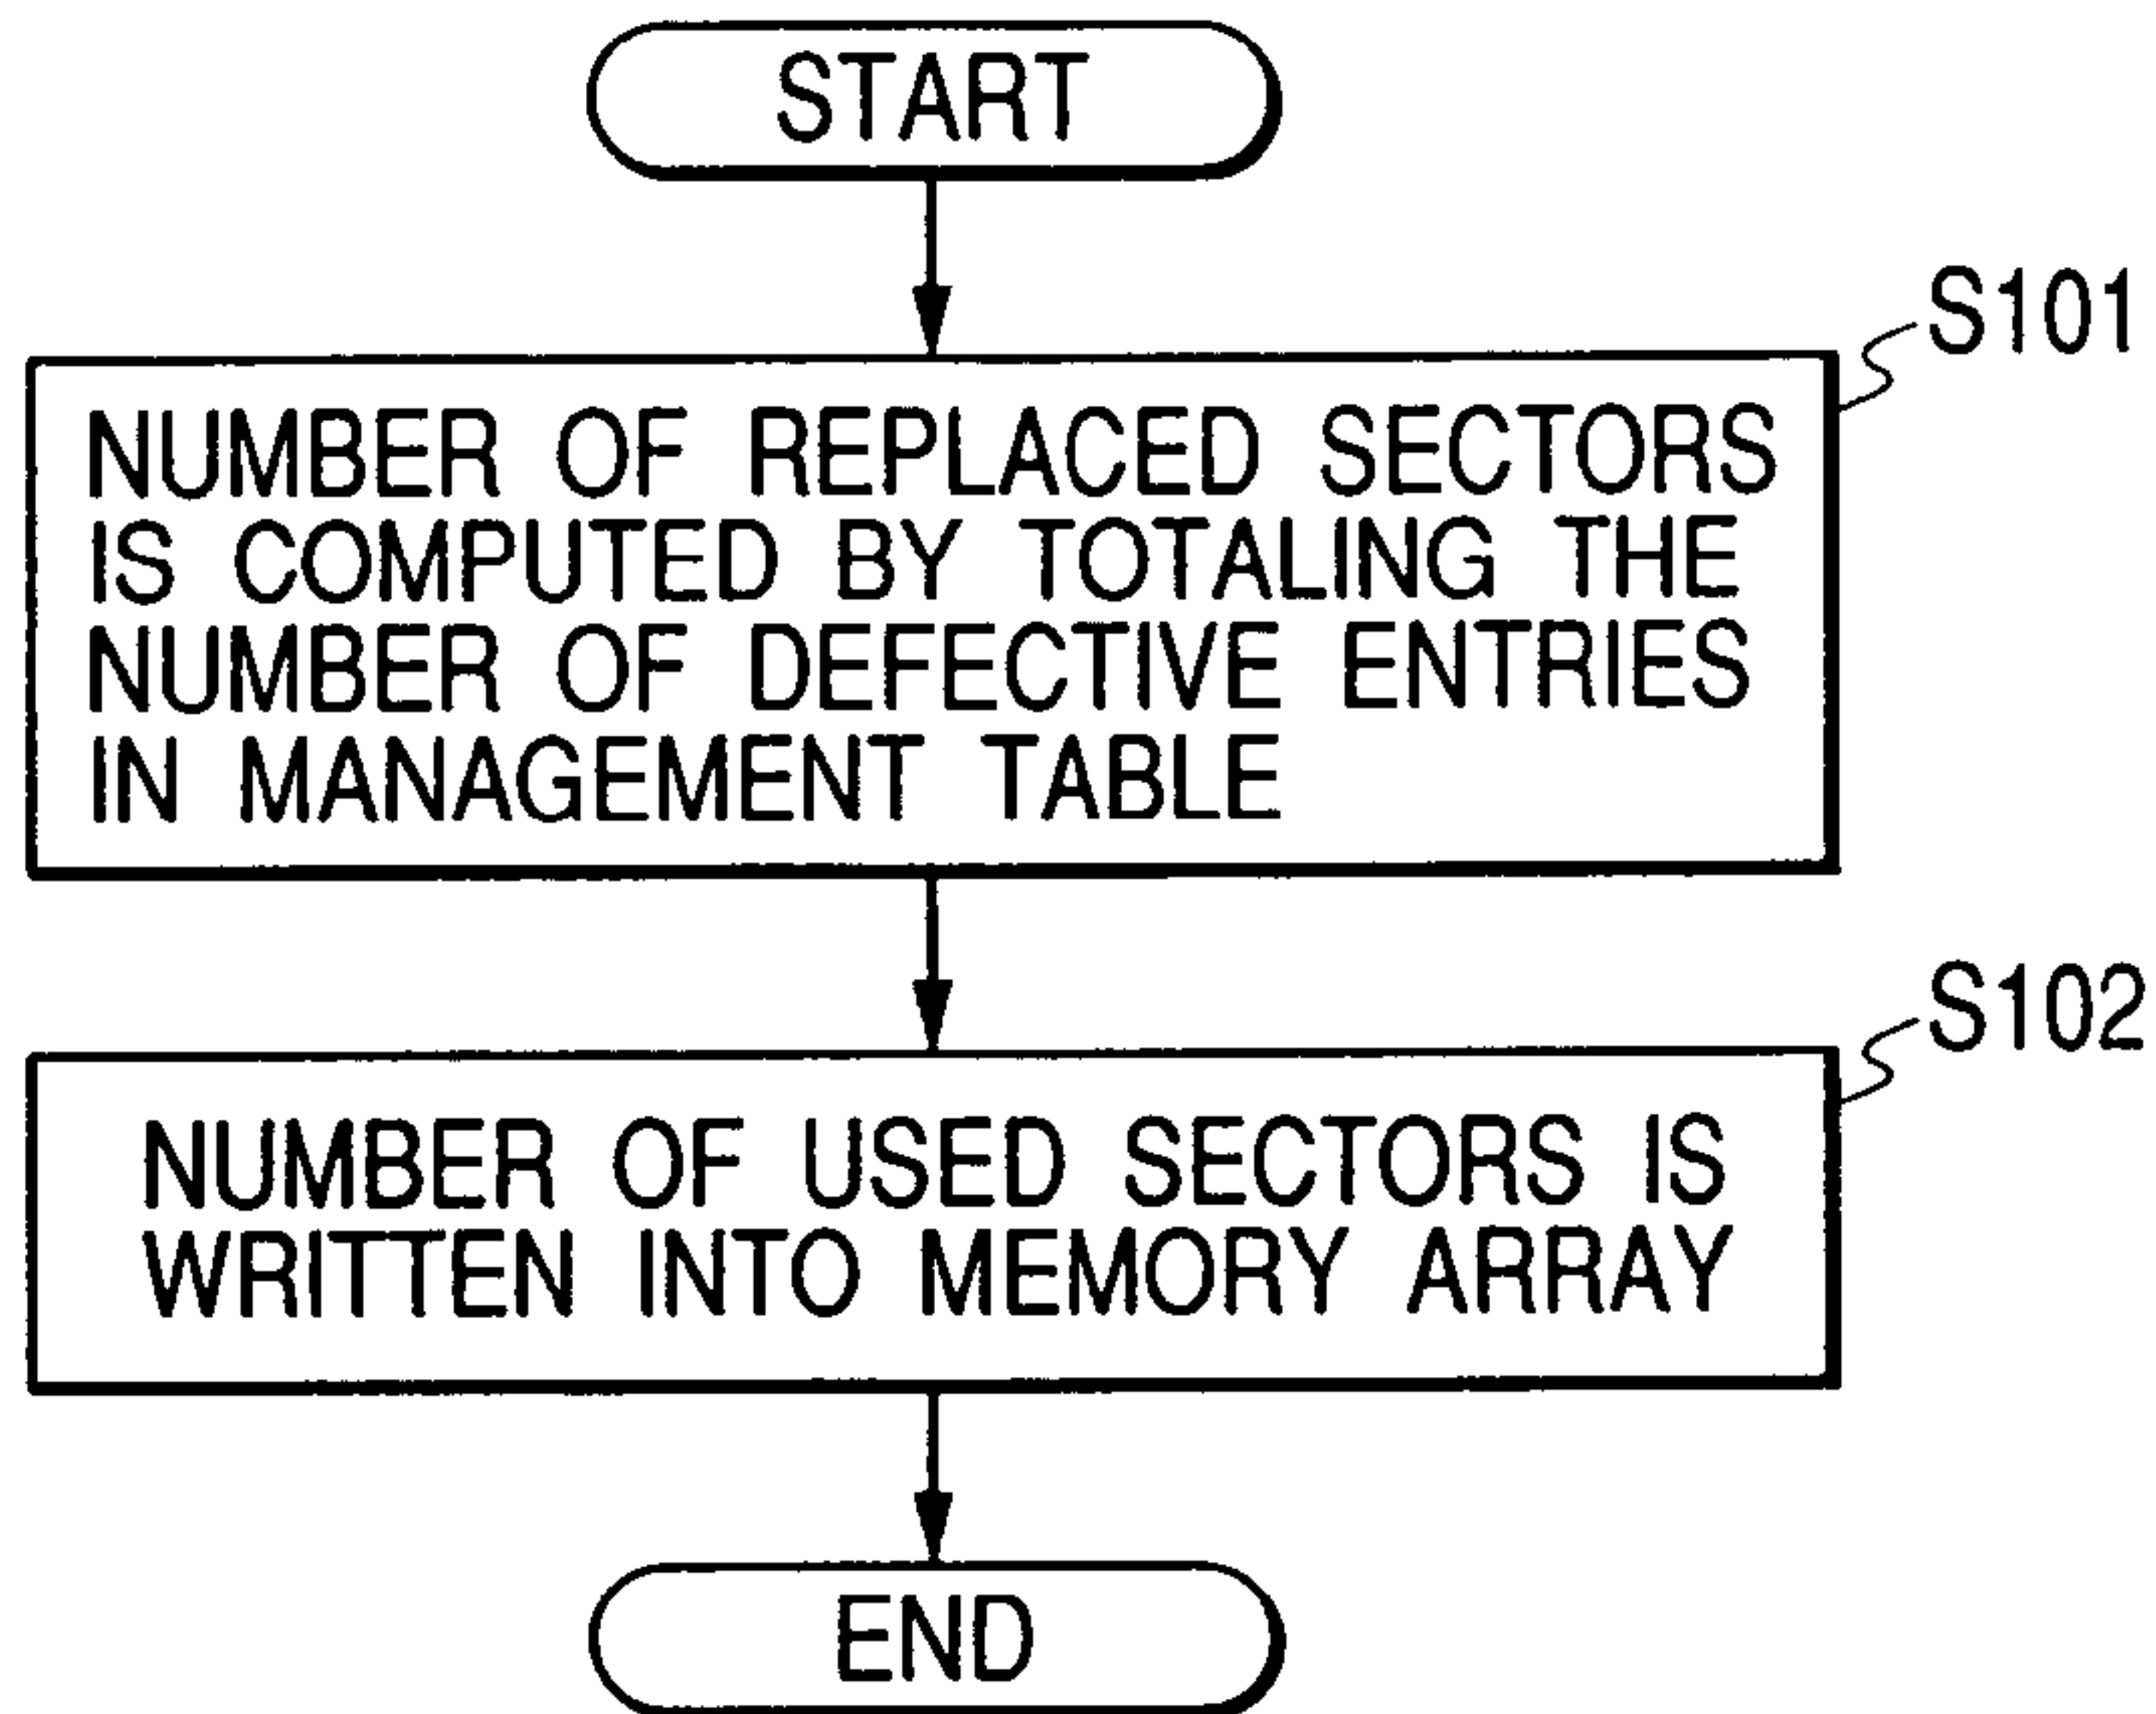 START
S101
NUMBER OF REPLACED SECTORS
IS COMPUTED BY TOTALING THE
NUMBER OF DEFECTIVE ENTRIES
IN MANAGEMENT TABLE
S102
NUMBER OF USED SECTORS IS
WRITTEN INTO MEMORY ARRAY
END